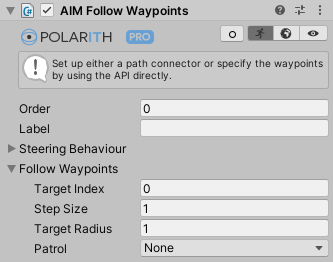 AIM Follow Waypoints
POLARITH PRO
Set up either a path connector or specify the waypoints
by using the API directly.
Order 0
Label
Steering Behaviour
Follow Waypoints
Target Index 0
Step Size 1
Target Radius 1
Patrol None